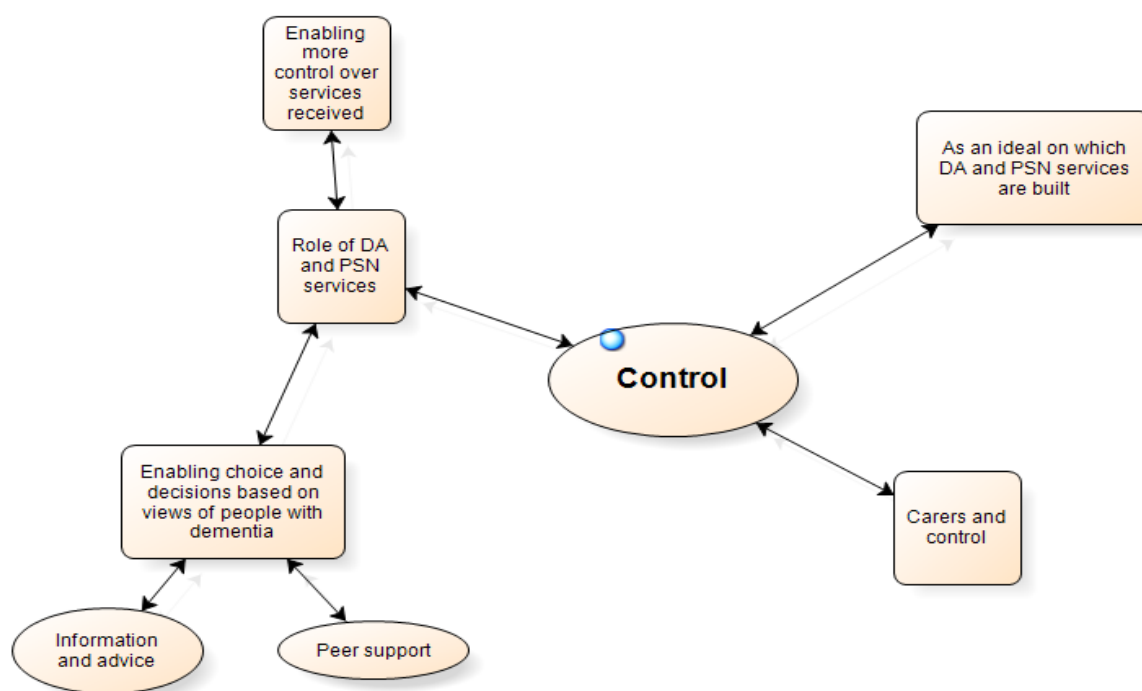 Enabling
more
control over
services
received
As an ideal on which
DA and PSN services
are built
Role of DA
and PSN
services
Control
Enabling choice and
decisions based on
views of people with
dementia
Carers and
control
Information
and advice
Peer support